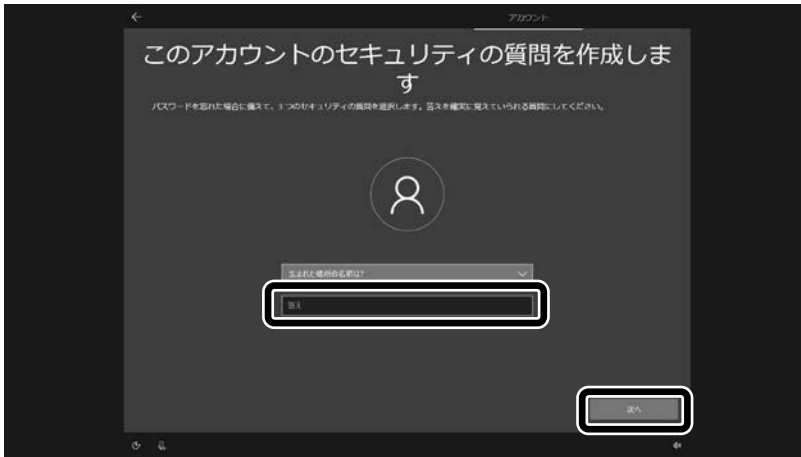 アカウント
このアカウントのセキュリティの質問を作成しま
す
パスワードを忘れた場合に備えて、3 つのセキュリティの質問を選択します。答えを確実に覚えていられる質問にしてください。
生まれた場所の名前は?
答え
次へ